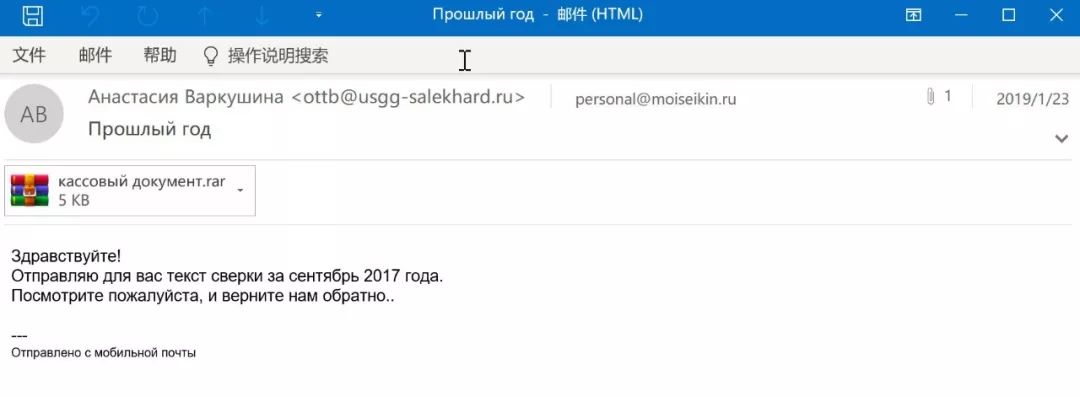 Прошлый год - 邮件 (HTML)
文件 邮件 帮助 操作说明搜索
AB
Анастасия Варкушина <ottb@usgg-salekhard.ru> personal@moiseikin.ru 1 2019/1/23
Прошлый год
кассовый документ.rar
5 KB
Здравствуйте!
Отправляю для вас текст сверки за сентябрь 2017 года.
Посмотрите пожалуйста, и верните нам обратно..
---
Отправлено с мобильной почты